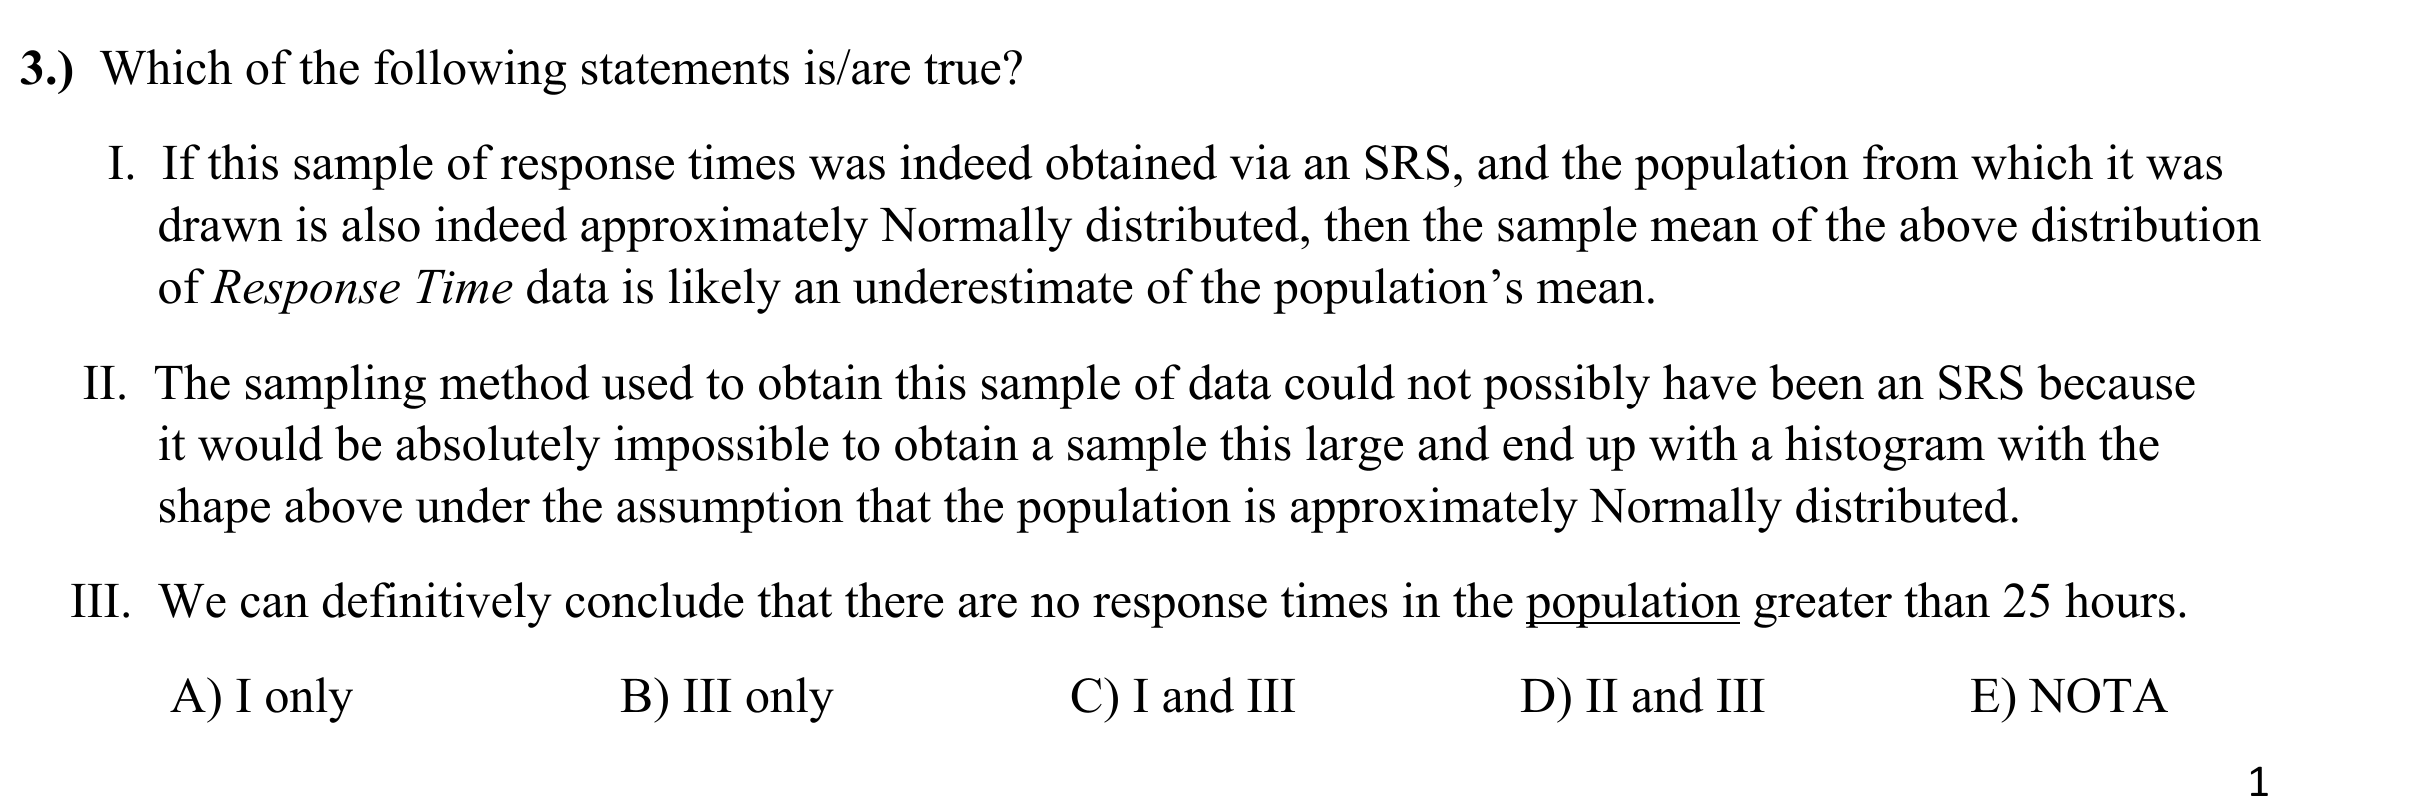 3.) Which of the following statements is/are true?
I. If this sample of response times was indeed obtained via an SRS, and the population from which it was
drawn is also indeed approximately Normally distributed, then the sample mean of the above distribution
of Response Time data is likely an underestimate of the population’s mean.
II. The sampling method used to obtain this sample of data could not possibly have been an SRS because
it would be absolutely impossible to obtain a sample this large and end up with a histogram with the
shape above under the assumption that the population is approximately Normally distributed.
III. We can definitively conclude that there are no response times in the population greater than 25 hours.
A) I only B) III only C) I and III D) II and III E) NOTA
1